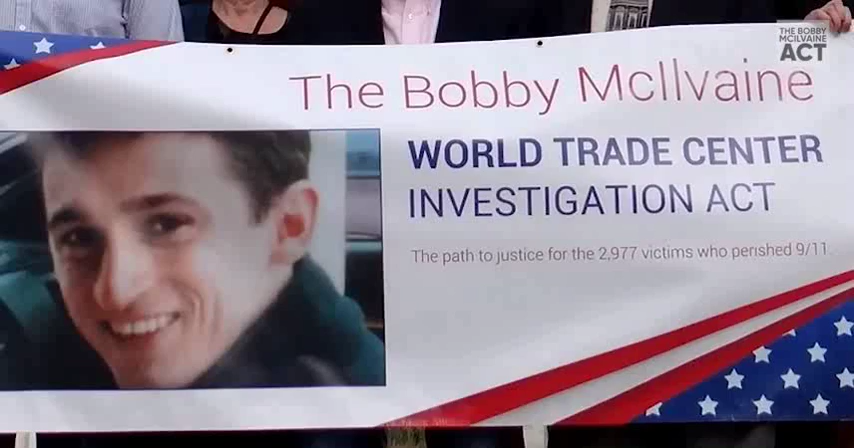 THE BOBBY
MCILVAINE
ACT
The Bobby McIlvaine
WORLD TRADE CENTER
INVESTIGATION ACT
The path to justice for the 2,977 victims who perished 9/11.